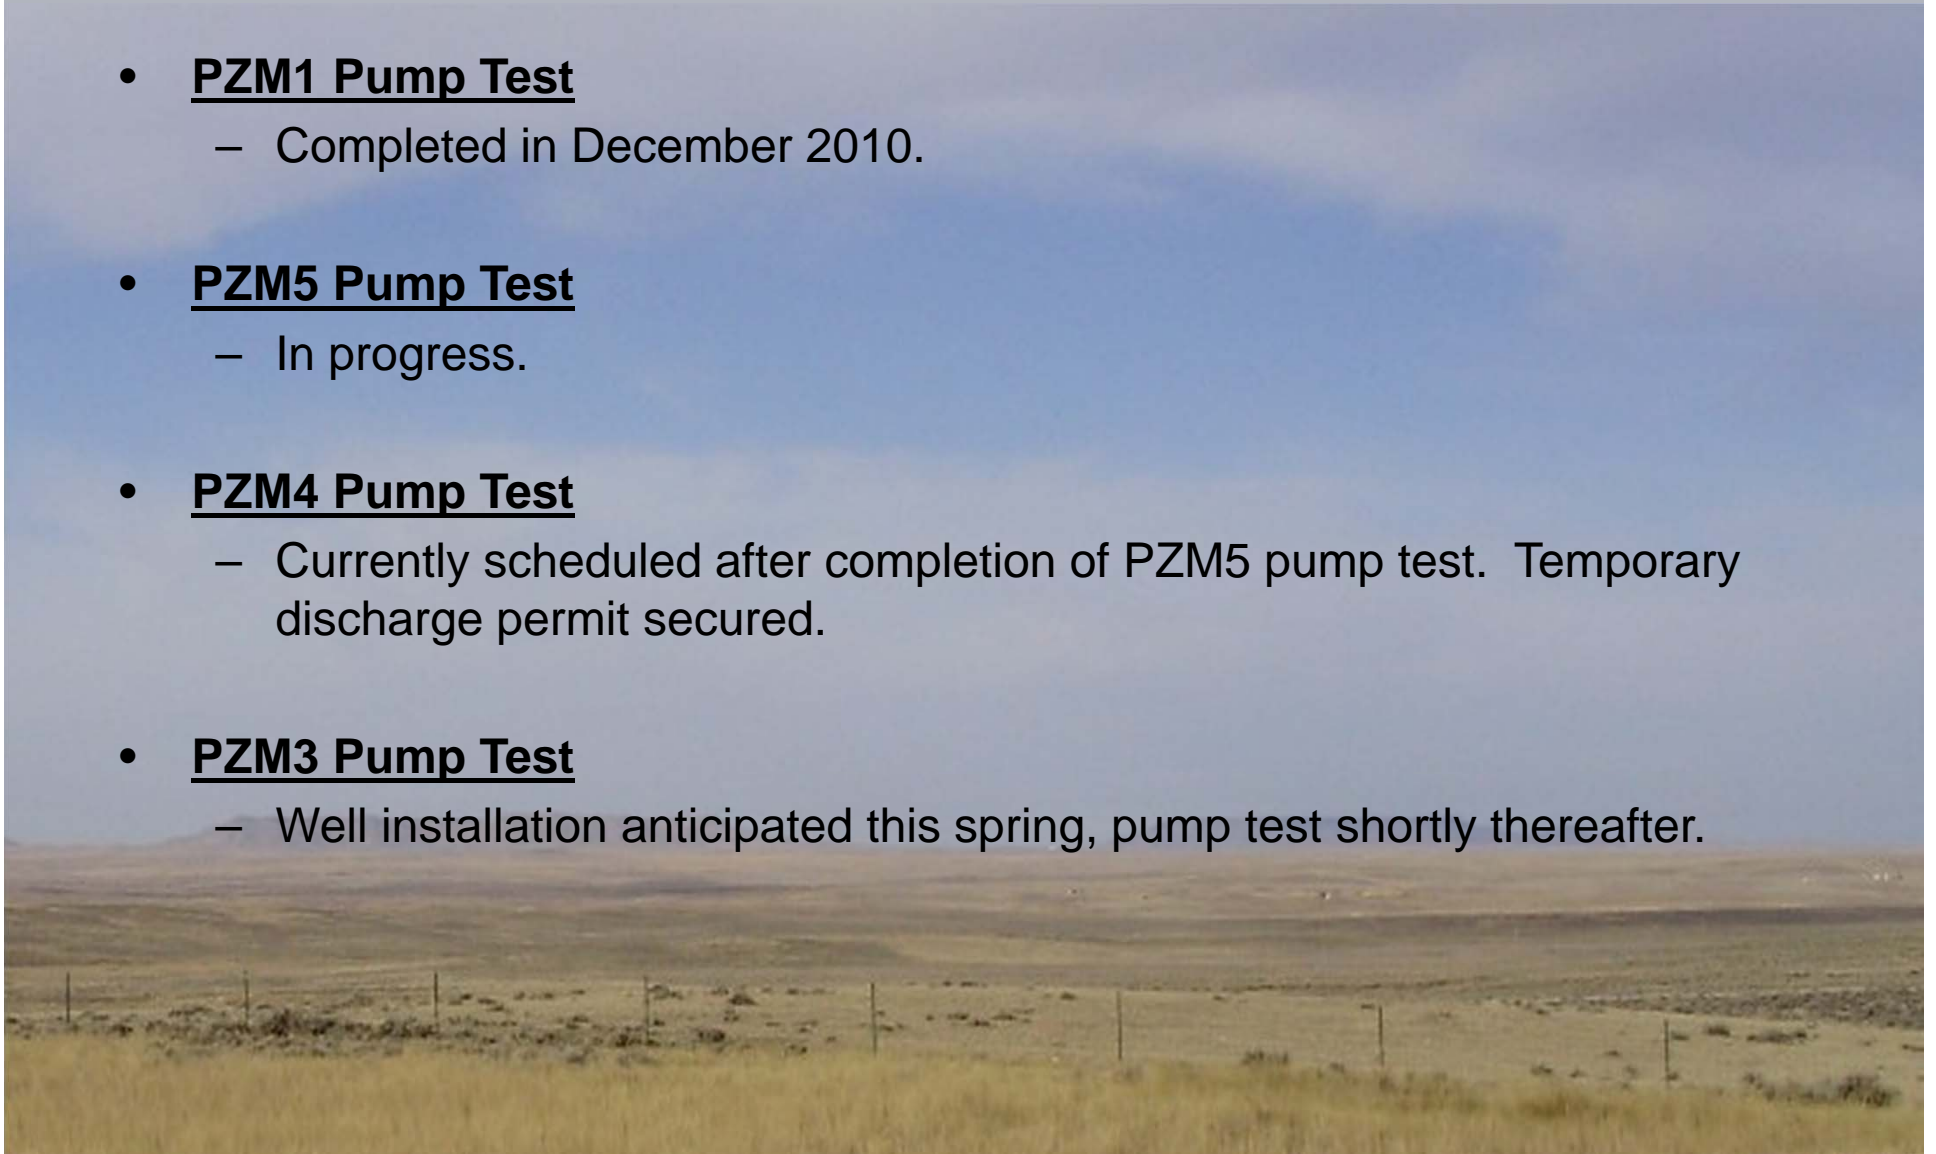 • PZM1 Pump Test
– Completed in December 2010.
• PZM5 Pump Test
– In progress.
• PZM4 Pump Test
– Currently scheduled after completion of PZM5 pump test.  Temporary
discharge permit secured.
• PZM3 Pump Test
– Well installation anticipated this spring, pump test shortly thereafter.